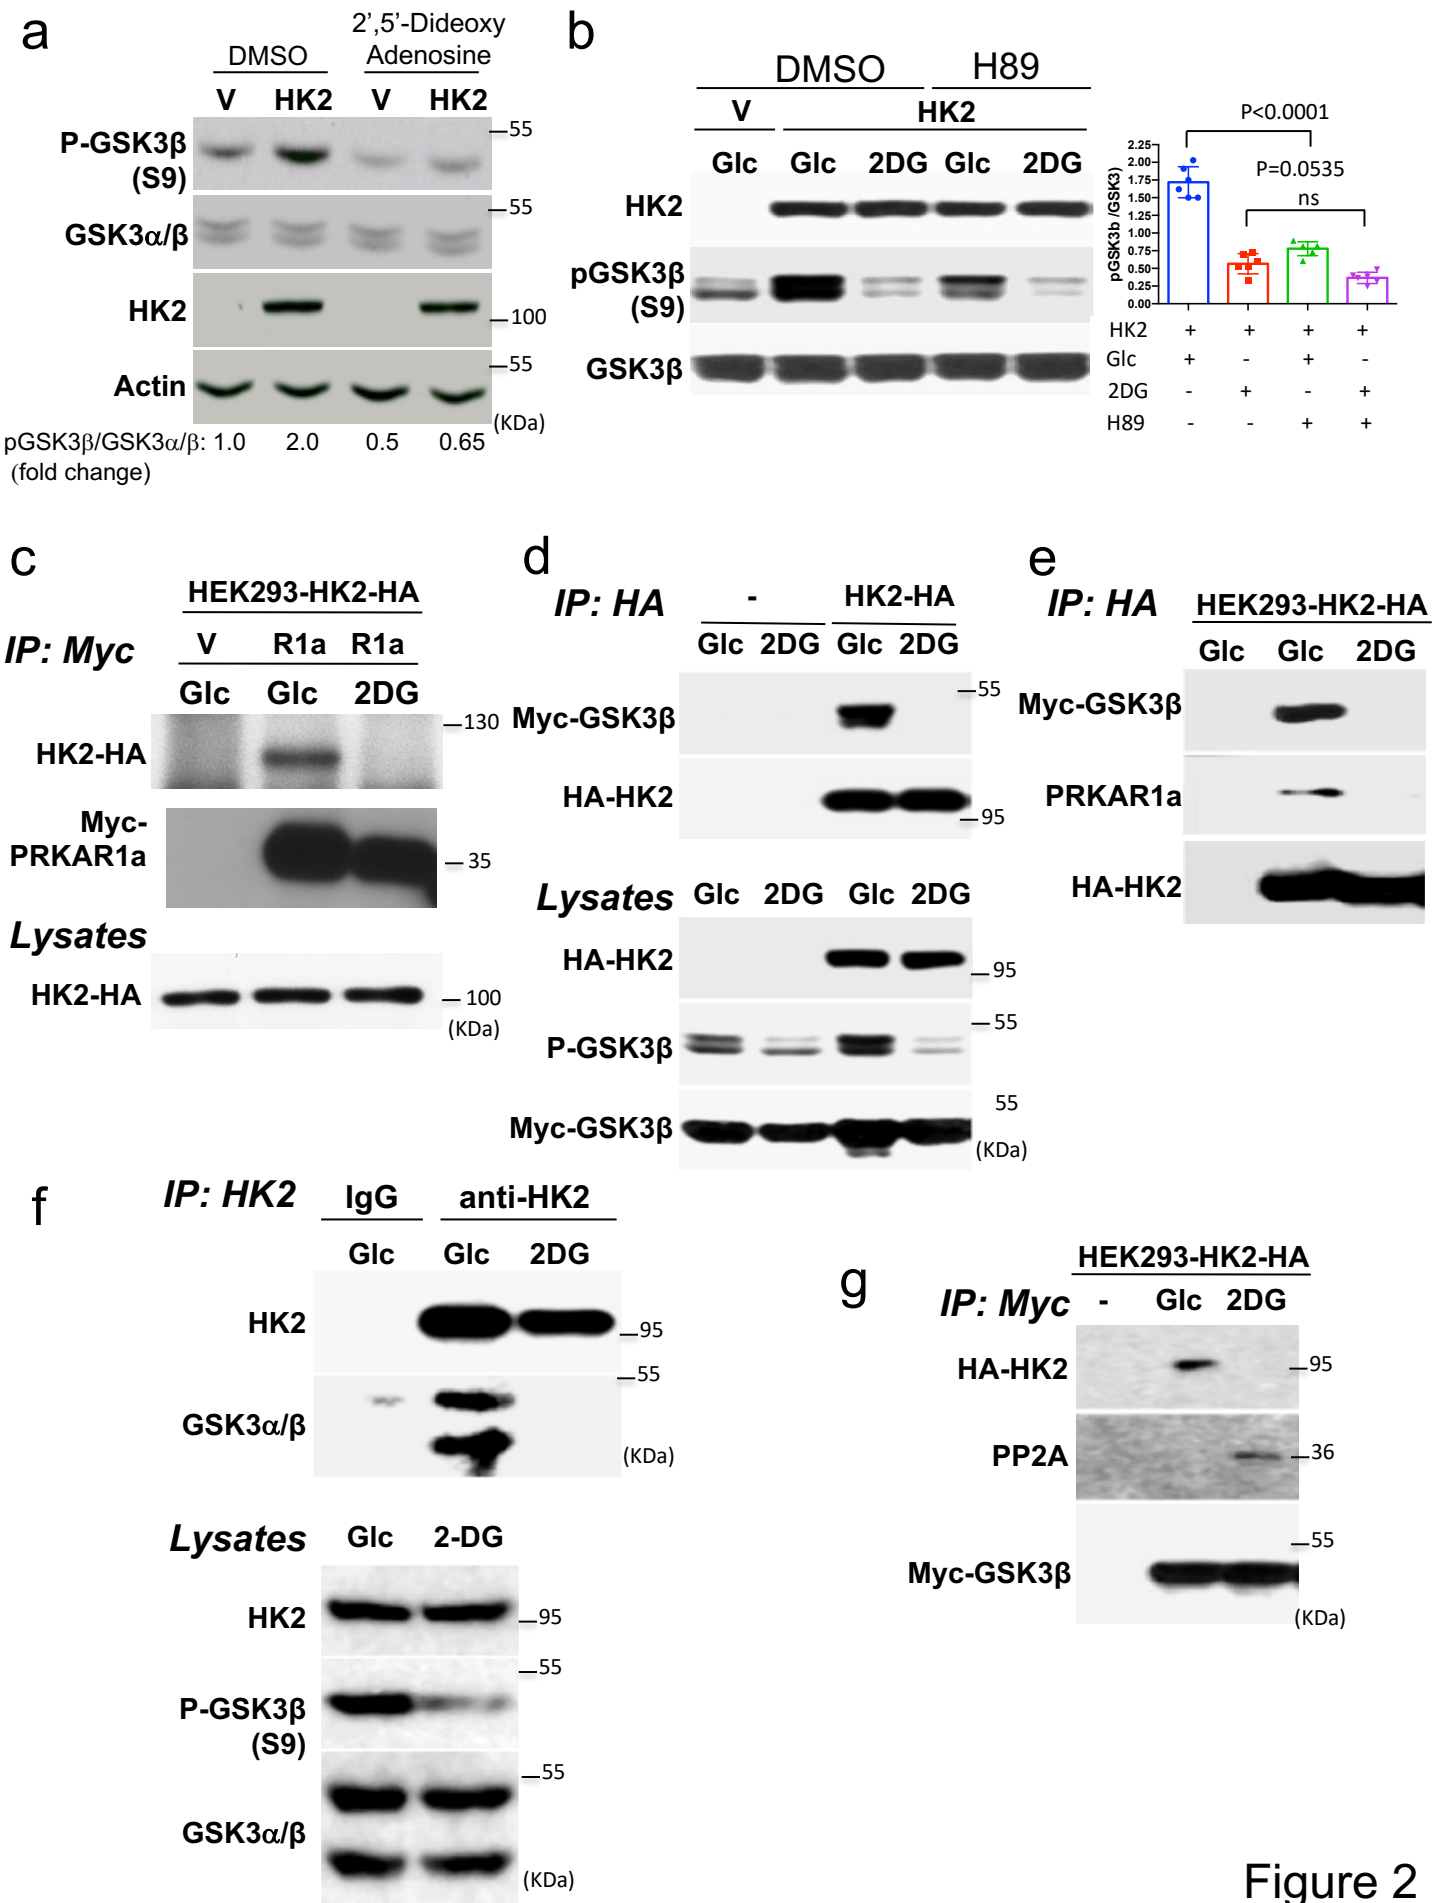 a
2',5'-Dideoxy
DMSO Adenosine
V HK2 V HK2
P-GSK3β
(S9)
55
GSK3α/β
55
HK2
100
Actin
55
(KDa)
pGSK3β/GSK3α/β: 1.0 2.0 0.5 0.65
(fold change)
b
DMSO H89
V HK2
Glc Glc 2DG Glc 2DG
HK2
pGSK3β
(S9)
GSK3β
P<0.0001
P=0.0535
ns
pGSK3b /GSK3)
2.25
2.00
1.75
1.50
1.25
1.00
0.75
0.50
0.25
0.00
HK2 + + + +
Glc + - + -
2DG - + - +
H89 - - + +
c
HEK293-HK2-HA
IP: Myc
V R1a R1a
Glc Glc 2DG
HK2-HA
130
Myc-
PRKAR1a
35
Lysates
HK2-HA
100
(KDa)
d
IP: HA
- HK2-HA
Glc 2DG Glc 2DG
Myc-GSK3β
55
HA-HK2
95
Lysates Glc 2DG Glc 2DG
HA-HK2
95
P-GSK3β
55
Myc-GSK3β
55
(KDa)
e
IP: HA HEK293-HK2-HA
Glc Glc 2DG
Myc-GSK3β
PRKAR1a
HA-HK2
f
IP: HK2 IgG anti-HK2
Glc Glc 2DG
HK2
95
GSK3α/β
55
(KDa)
Lysates Glc 2-DG
HK2
95
P-GSK3β
(S9)
55
GSK3α/β
55
(KDa)
g
HEK293-HK2-HA
IP: Myc - Glc 2DG
HA-HK2
95
PP2A
36
Myc-GSK3β
55
(KDa)
Figure 2